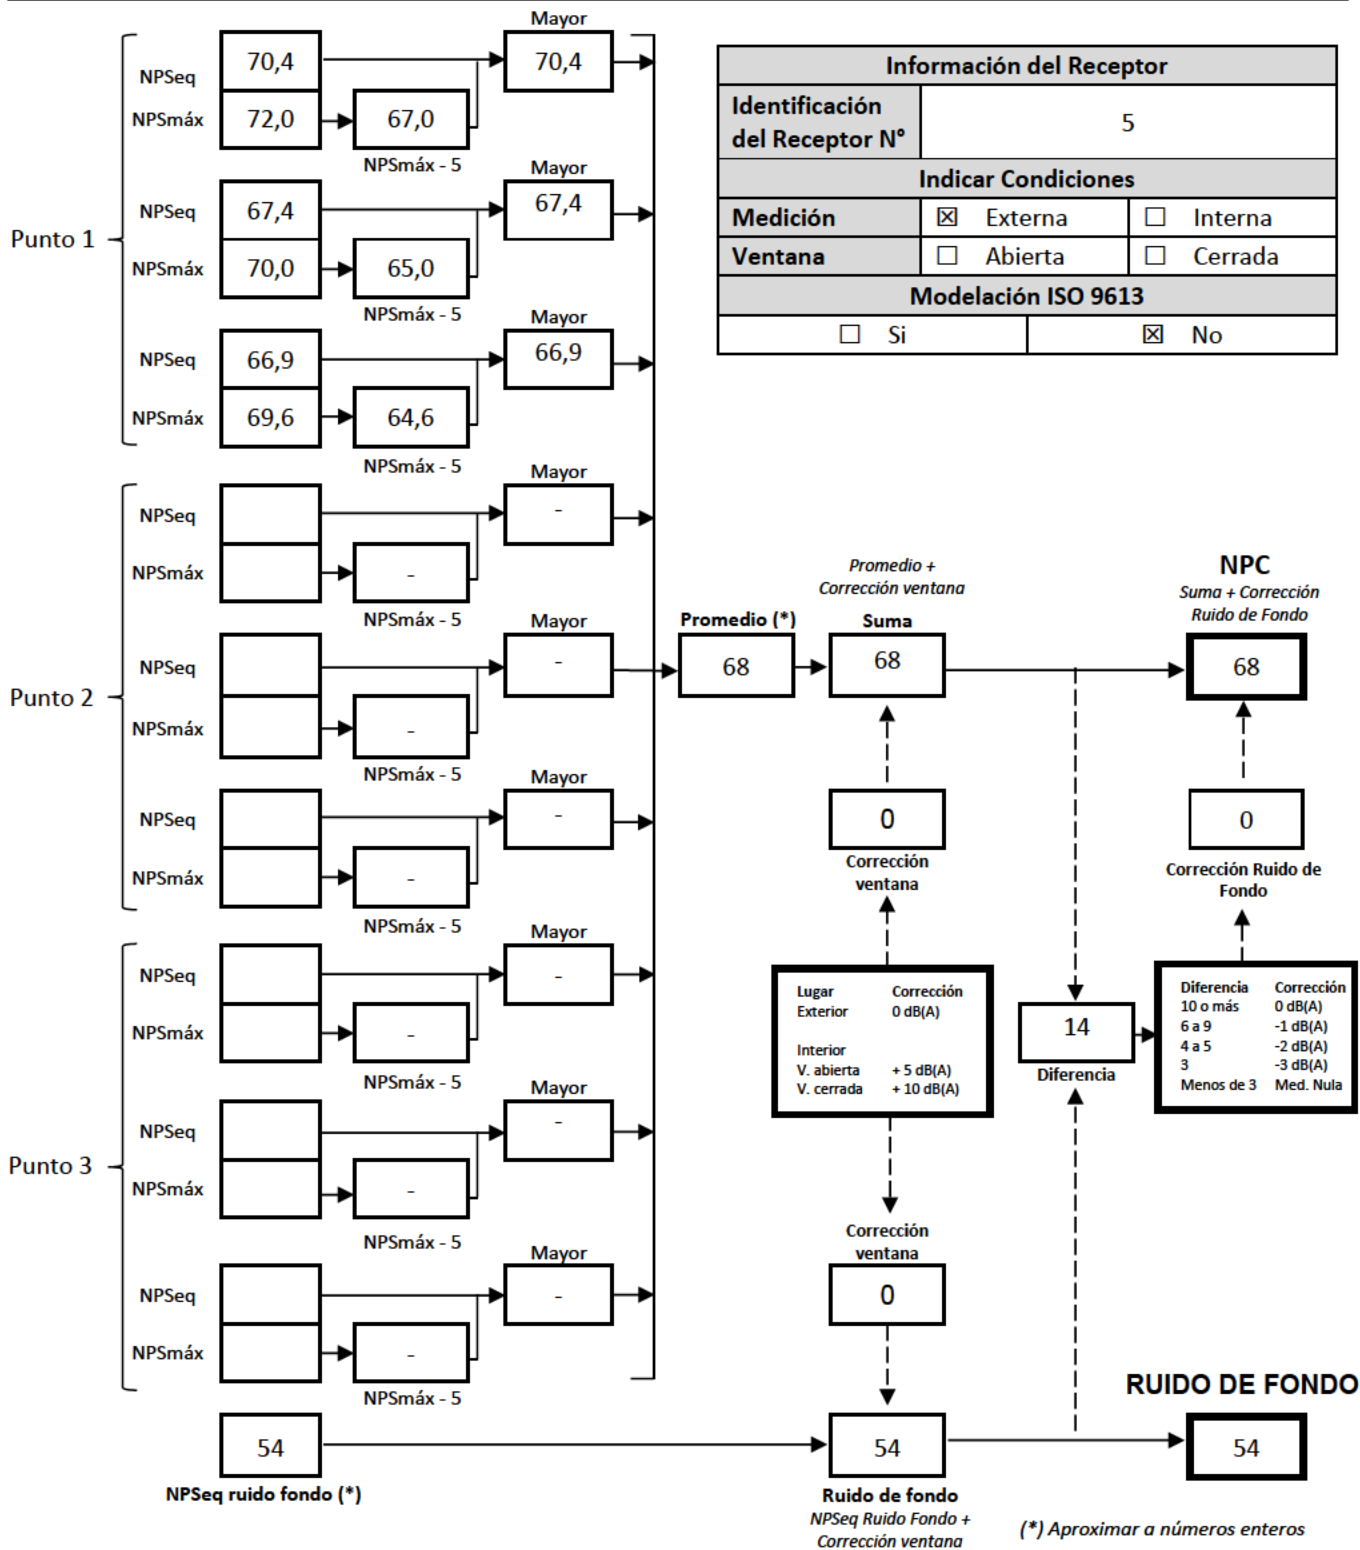 Mayor
NPSeq 70,4 70,4
NPSmáx 72,0 67,0
NPSmáx - 5
Mayor
NPSeq 67,4 67,4
Punto 1
NPSmáx 70,0 65,0
NPSmáx - 5
Mayor
NPSeq 66,9 66,9
NPSmáx 69,6 64,6
NPSmáx - 5
Información del Receptor
Identificación
del Receptor N°
5
Indicar Condiciones
Medición ☒ Externa ☐ Interna
Ventana ☐ Abierta ☐ Cerrada
Modelación ISO 9613
☐ Si ☒ No
Mayor
NPSeq -
NPSmáx -
NPSmáx - 5
Mayor
NPSeq -
Punto 2
NPSmáx -
NPSmáx - 5
Mayor
NPSeq -
NPSmáx -
NPSmáx - 5
Mayor
NPSeq -
NPSmáx -
NPSmáx - 5
Mayor
NPSeq -
Punto 3
NPSmáx -
NPSmáx - 5
Mayor
NPSeq -
NPSmáx -
NPSmáx - 5
Promedio (*)
68
Promedio +
Corrección ventana
Suma
68
0
Corrección
ventana
NPC
Suma + Corrección
Ruido de Fondo
68
0
Corrección Ruido de
Fondo
Lugar Corrección
Exterior 0 dB(A)
Interior
V. abierta + 5 dB(A)
V. cerrada + 10 dB(A)
14
Diferencia
Diferencia Corrección
10 o más 0 dB(A)
6 a 9 -1 dB(A)
4 a 5 -2 dB(A)
3 -3 dB(A)
Menos de 3 Med. Nula
Corrección
ventana
0
54
NPSeq ruido fondo (*)
54
Ruido de fondo
NPSeq Ruido Fondo +
Corrección ventana
RUIDO DE FONDO
54
(*) Aproximar a números enteros